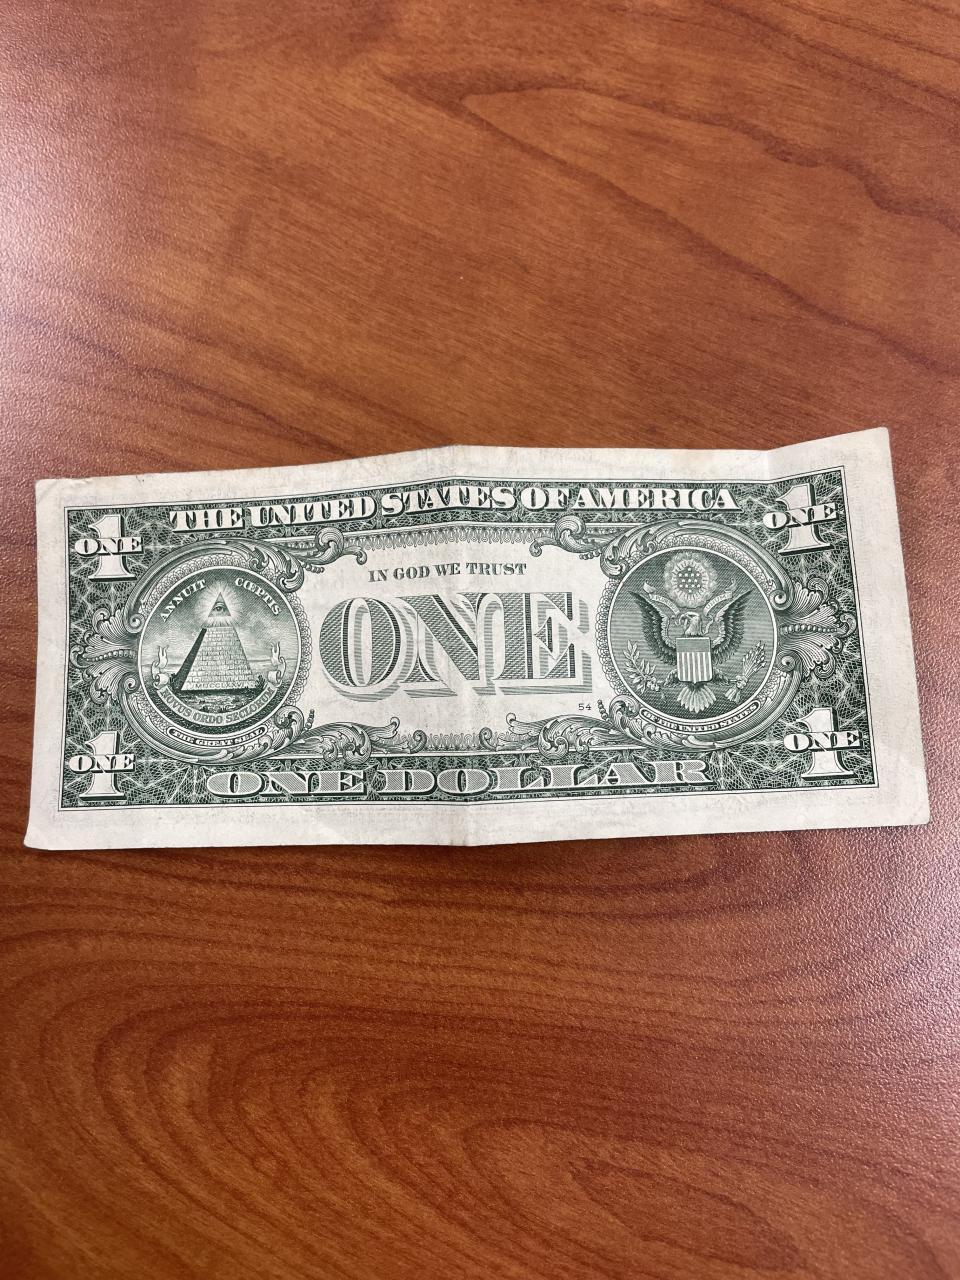 THE UNITED STATES OF AMERICA
1 ONE
1 ONE
IN GOD WE TRUST
ANNUIT CŒPTIS
ONE
NOVUS ORDO SECLORUM
THE GREAT SEAL
OF THE UNITED STATES
54
1 ONE
1 ONE
ONE DOLLAR